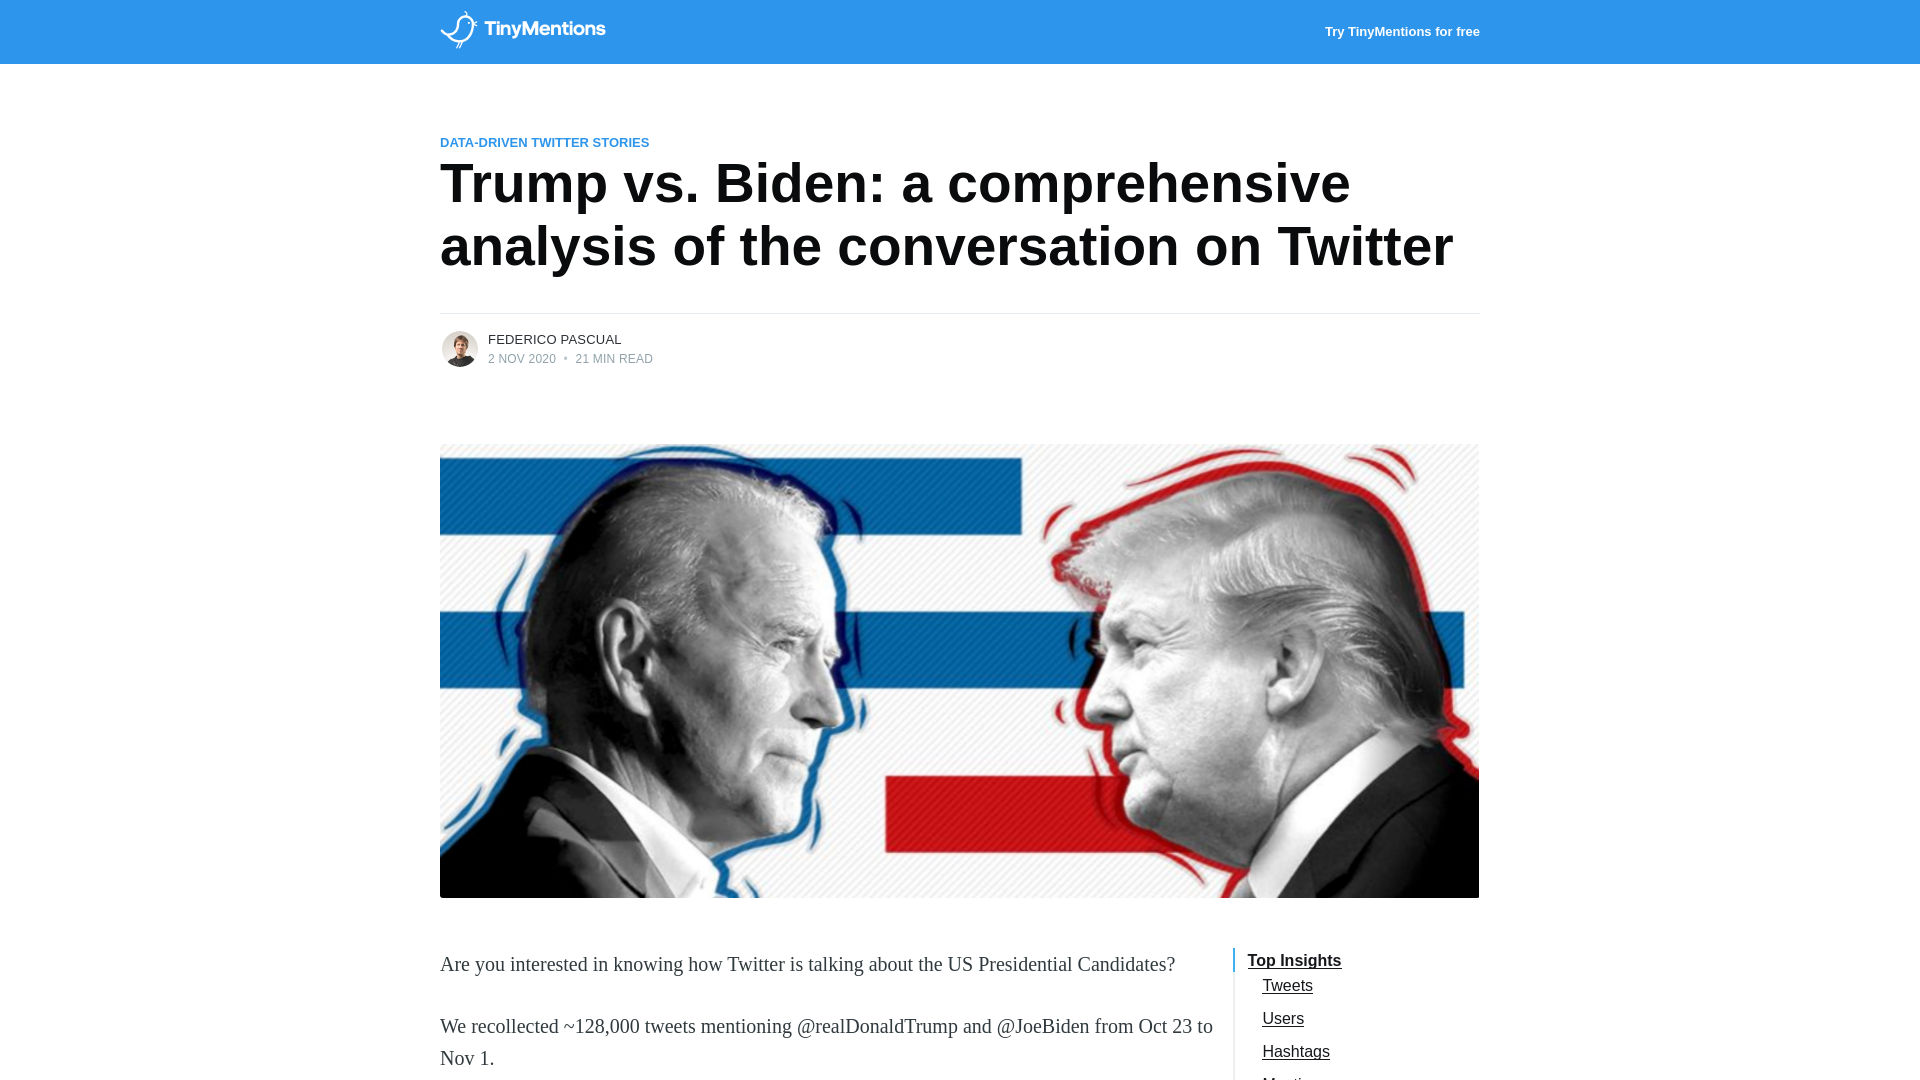 TinyMentions
Try TinyMentions for free
DATA-DRIVEN TWITTER STORIES
Trump vs. Biden: a comprehensive
analysis of the conversation on Twitter
FEDERICO PASCUAL
2 NOV 2020 • 21 MIN READ
Are you interested in knowing how Twitter is talking about the US Presidential Candidates?
We recollected ~128,000 tweets mentioning @realDonaldTrump and @JoeBiden from Oct 23 to
Nov 1.
Top Insights
Tweets
Users
Hashtags